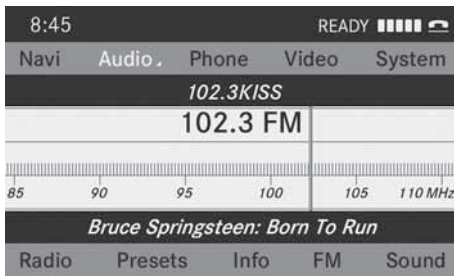 8:45 READY
Navi Audio Phone Video System
102.3KISS
102.3 FM
85 90 95 100 105 110 MHz
Bruce Springsteen: Born To Run
Radio Presets Info FM Sound